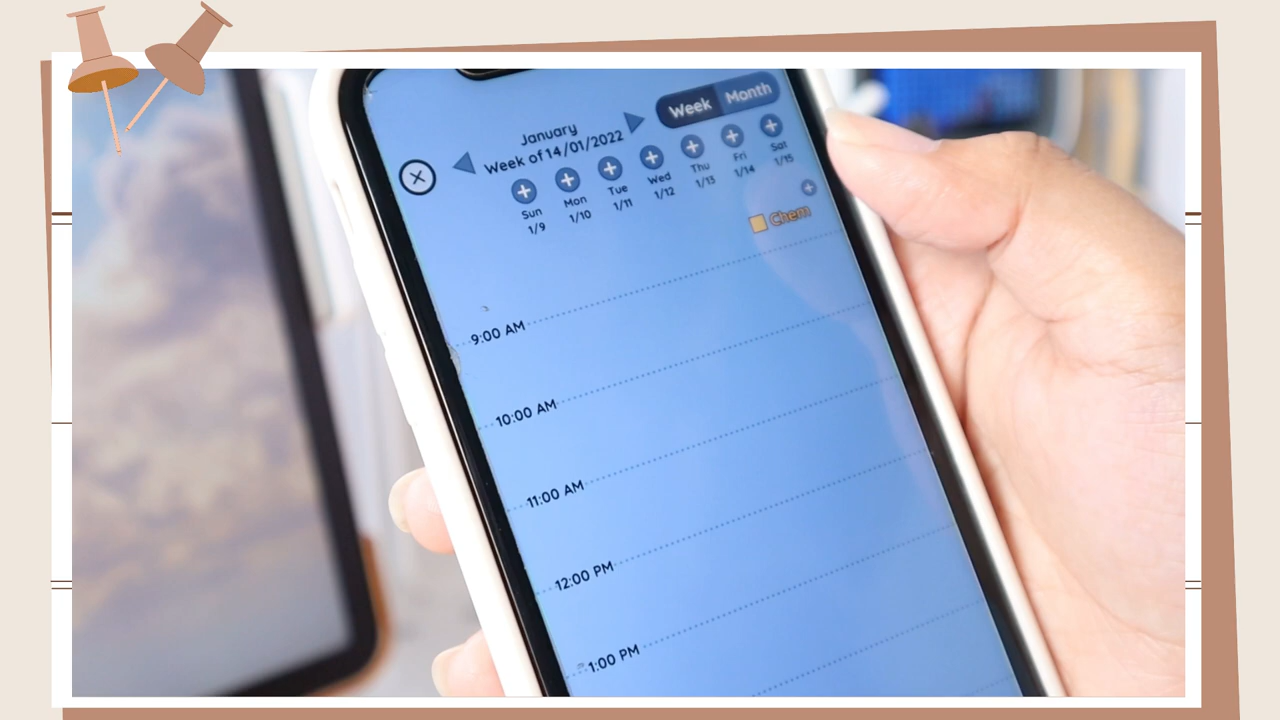 Week Month
January
Week of 14/01/2022
Sun Mon Tue Wed Thu Fri Sat
1/9 1/10 1/11 1/12 1/13 1/14 1/15
Chem
9:00 AM
10:00 AM
11:00 AM
12:00 PM
1:00 PM